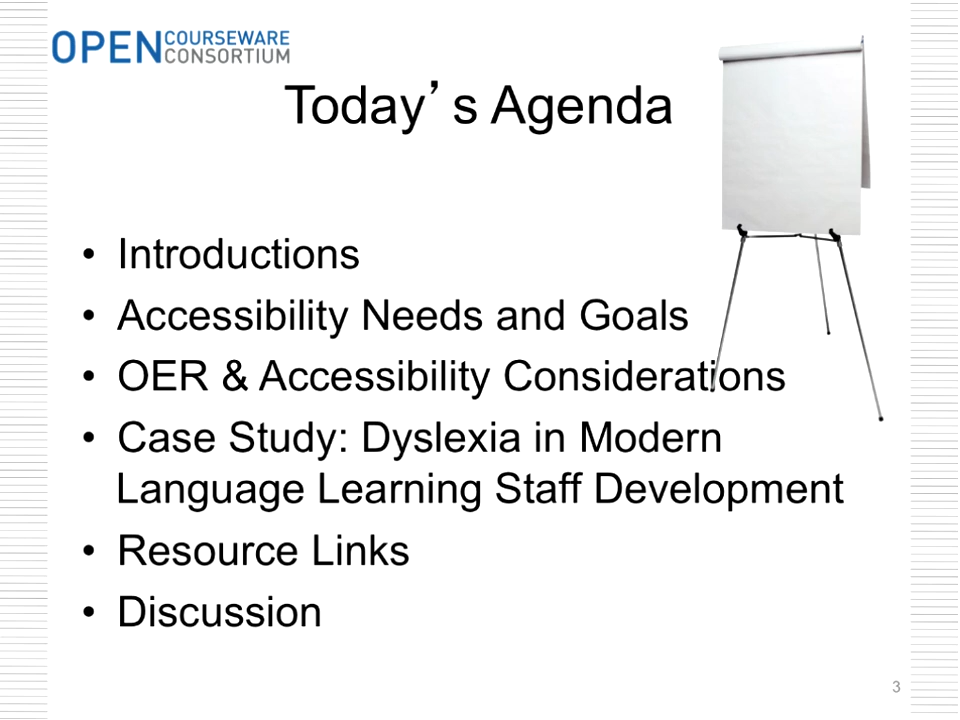 OPEN COURSEWARE
CONSORTIUM
Today’s Agenda
• Introductions
• Accessibility Needs and Goals
• OER & Accessibility Considerations
• Case Study: Dyslexia in Modern
Language Learning Staff Development
• Resource Links
• Discussion
3